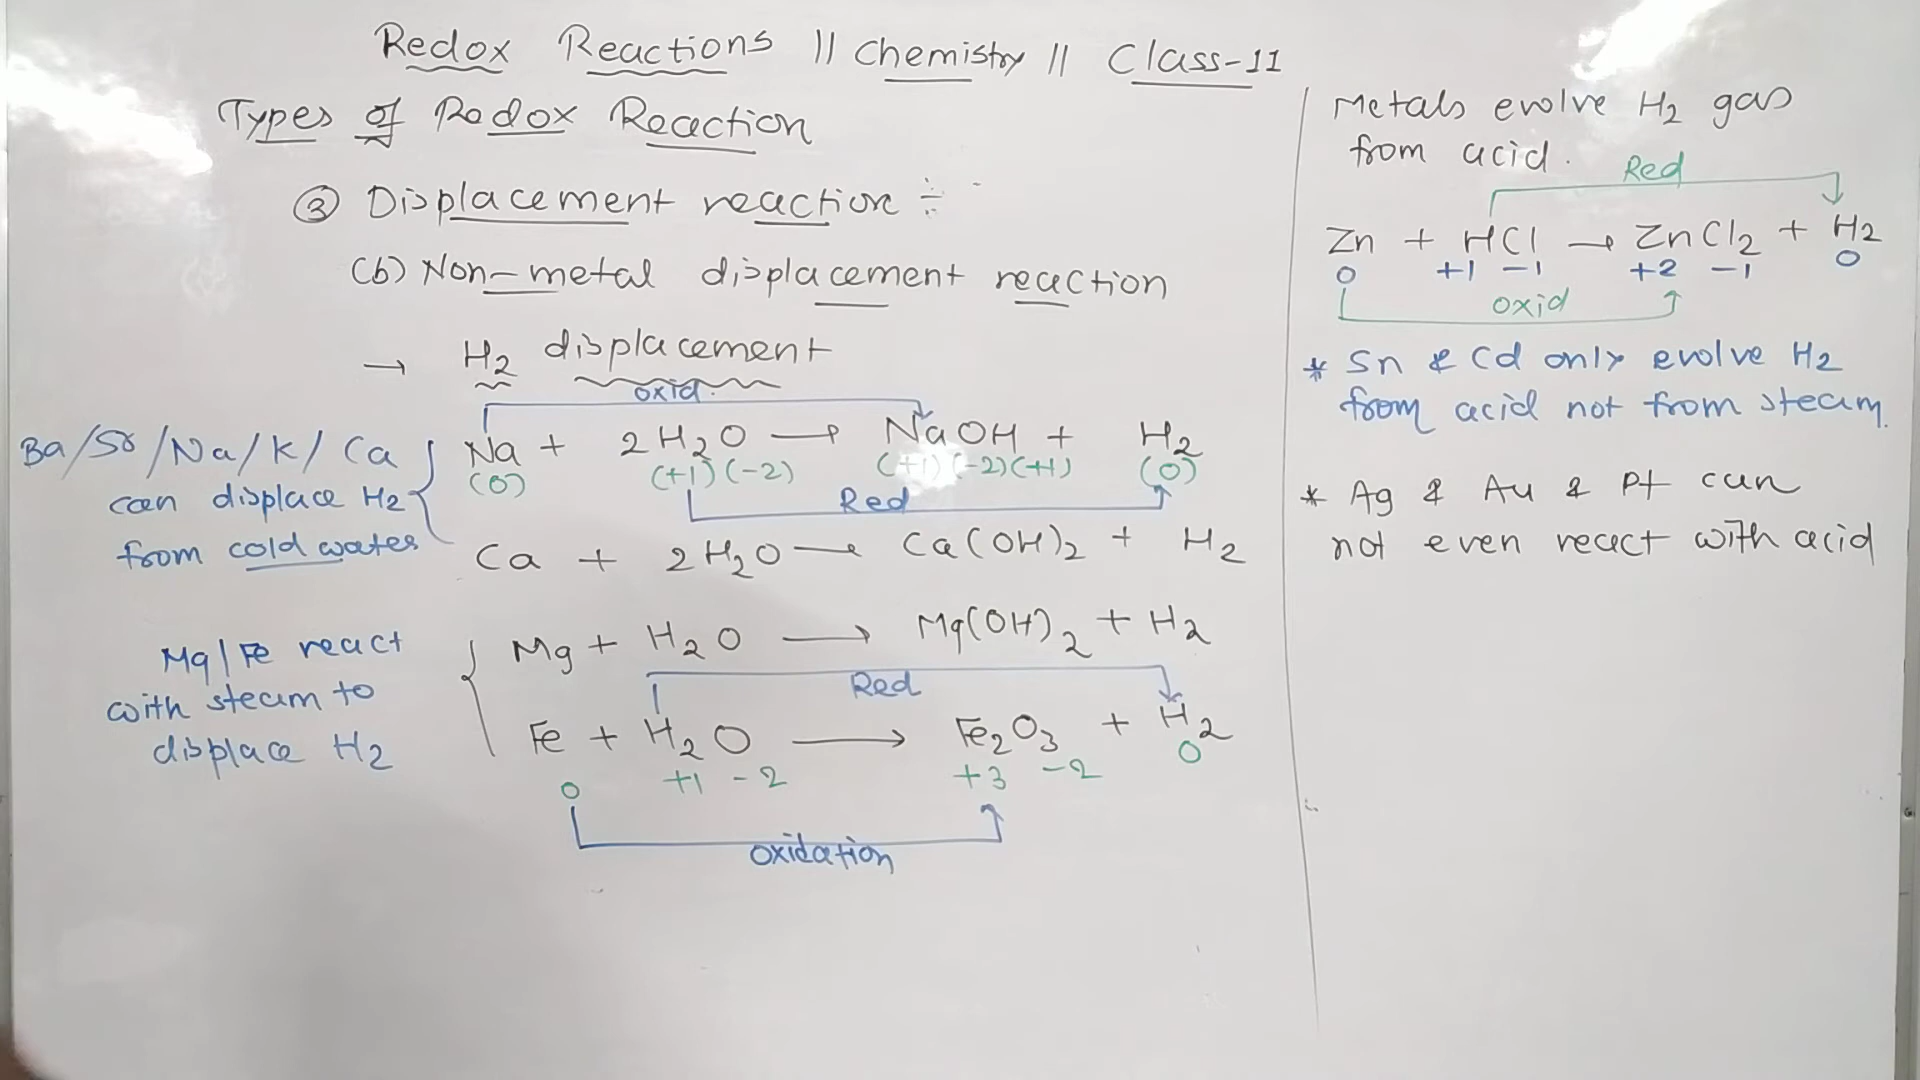 Redox Reactions || Chemistry || Class-11
Types of Redox Reaction
③ Displacement reaction ÷
(b) Non-metal displacement reaction
→ H₂ displacement
oxid.
Ba/Sr/Na/K/Ca
can displace H₂
from cold water
Na + 2H₂O → NaOH + H₂
(0) (+1)(-2) (+1)(-2)(+1) (0)
Red
Ca + 2H₂O → Ca(OH)₂ + H₂
Mg/Fe react
with steam to
displace H₂
Mg + H₂O → Mg(OH)₂ + H₂
Red
Fe + H₂O → Fe₂O₃ + H₂
0 +1 -2 +3 -2 0
oxidation
Metals evolve H₂ gas
from acid.
Red
Zn + HCl → ZnCl₂ + H₂
0 +1 -1 +2 -1 0
oxid
* Sn & Cd only evolve H₂
from acid not from steam.
* Ag & Au & Pt can
not even react with acid